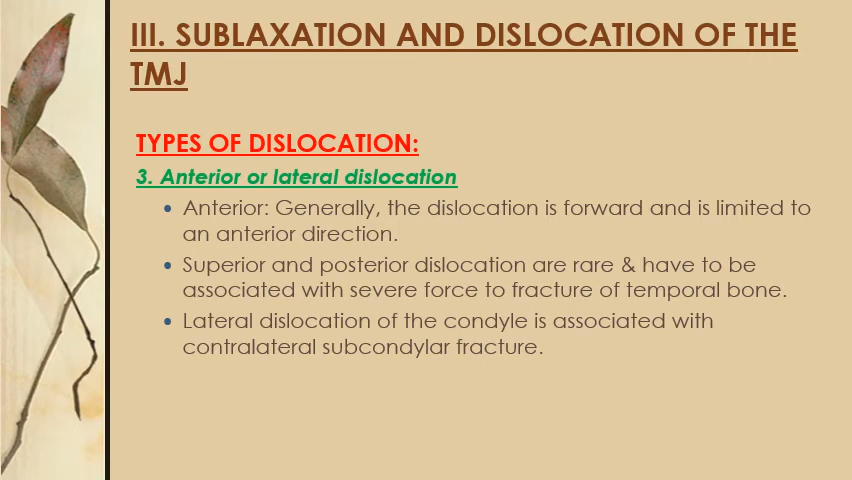 III. SUBLAXATION AND DISLOCATION OF THE
TMJ
TYPES OF DISLOCATION:
3. Anterior or lateral dislocation
• Anterior: Generally, the dislocation is forward and is limited to
an anterior direction.
• Superior and posterior dislocation are rare & have to be
associated with severe force to fracture of temporal bone.
• Lateral dislocation of the condyle is associated with
contralateral subcondylar fracture.